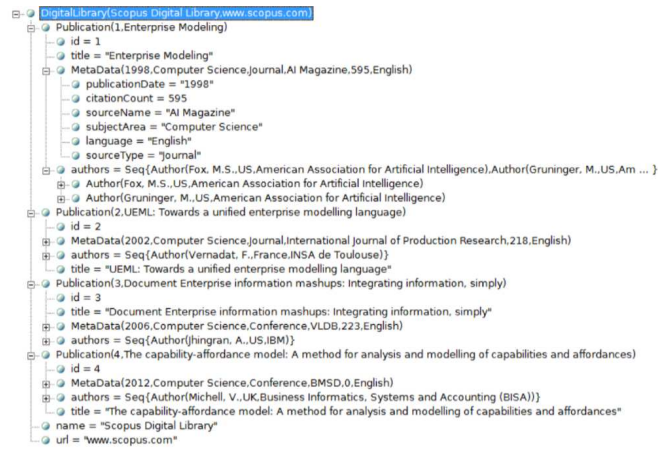 DigitalLibrary(Scopus Digital Library,www.scopus.com)
Publication(1,Enterprise Modeling)
id = 1
title = "Enterprise Modeling"
MetaData(1998,Computer Science,Journal,AI Magazine,595,English)
publicationDate = "1998"
citationCount = 595
sourceName = "AI Magazine"
subjectArea = "Computer Science"
language = "English"
sourceType = "Journal"
authors = Seq{Author(Fox, M.S.,US,American Association for Artificial Intelligence),Author(Gruninger, M.,US,Am ... }
Author(Fox, M.S.,US,American Association for Artificial Intelligence)
Author(Gruninger, M.,US,American Association for Artificial Intelligence)
Publication(2,UEML: Towards a unified enterprise modelling language)
id = 2
MetaData(2002,Computer Science,Journal,International Journal of Production Research,218,English)
authors = Seq{Author(Vernadat, F.,France,INSA de Toulouse)}
title = "UEML: Towards a unified enterprise modelling language"
Publication(3,Document Enterprise information mashups: Integrating information, simply)
id = 3
title = "Document Enterprise information mashups: Integrating information, simply"
MetaData(2006,Computer Science,Conference,VLDB,223,English)
authors = Seq{Author(Jhingran, A.,US,IBM)}
Publication(4,The capability-affordance model: A method for analysis and modelling of capabilities and affordances)
id = 4
MetaData(2012,Computer Science,Conference,BMSD,0,English)
authors = Seq{Author(Michell, V.,UK,Business Informatics, Systems and Accounting (BISA))}
title = "The capability-affordance model: A method for analysis and modelling of capabilities and affordances"
name = "Scopus Digital Library"
url = "www.scopus.com"